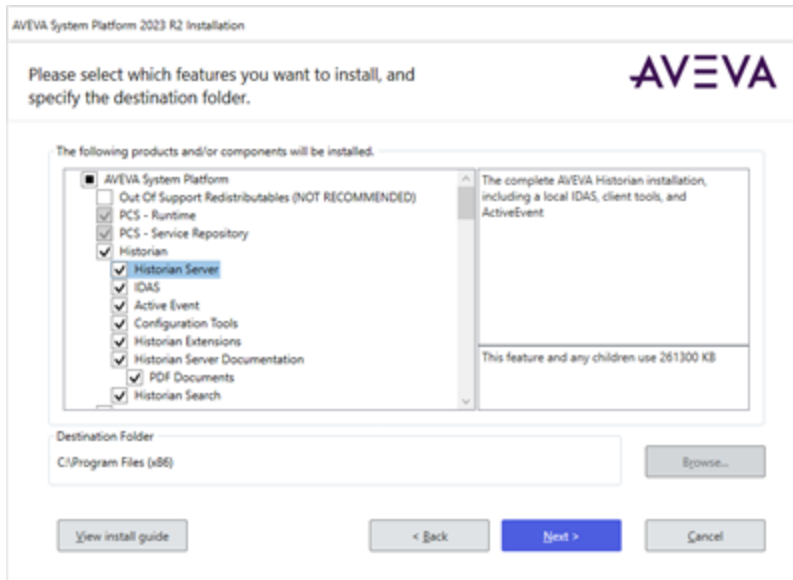 AVEVA System Platform 2023 R2 Installation
Please select which features you want to install, and
specify the destination folder.
AVEVA
The following products and/or components will be installed.
AVEVA System Platform
Out Of Support Redistributables (NOT RECOMMENDED)
PCS - Runtime
PCS - Service Repository
Historian
Historian Server
IDAS
Active Event
Configuration Tools
Historian Extensions
Historian Server Documentation
PDF Documents
Historian Search
The complete AVEVA Historian installation,
including a local IDAS, client tools, and
ActiveEvent
This feature and any children use 261300 KB
Destination Folder
C:\Program Files (x86)
Browse...
View install guide
< Back
Next >
Cancel